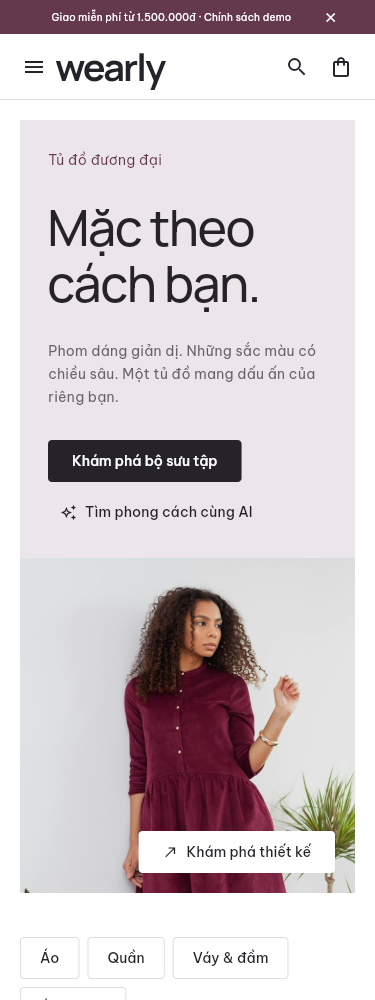 Giao miễn phí từ 1.500.000đ · Chính sách demo
wearly
Tủ đồ đương đại
Mặc theo
cách bạn.
Phom dáng giản dị. Những sắc màu có
chiều sâu. Một tủ đồ mang dấu ấn của
riêng bạn.
Khám phá bộ sưu tập
Tìm phong cách cùng AI
Khám phá thiết kế
Áo
Quần
Váy & đầm